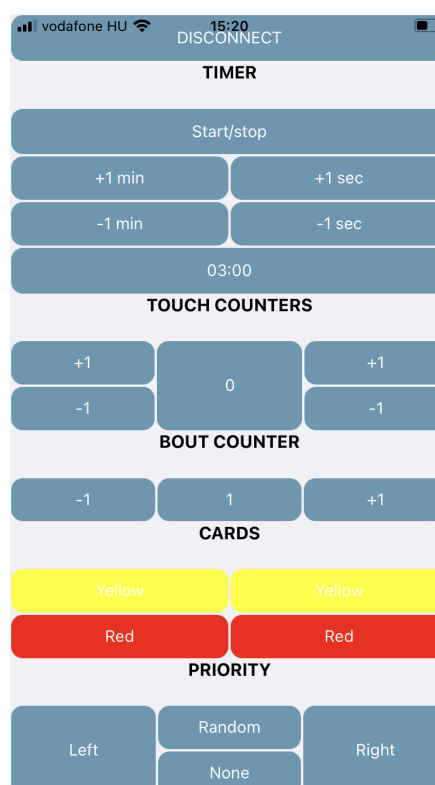 vodafone HU 15:20
DISCONNECT
TIMER
Start/stop
+1 min +1 sec
-1 min -1 sec
03:00
TOUCH COUNTERS
+1 0 +1
-1 -1
BOUT COUNTER
-1 1 +1
CARDS
Yellow Yellow
Red Red
PRIORITY
Left Random Right
None